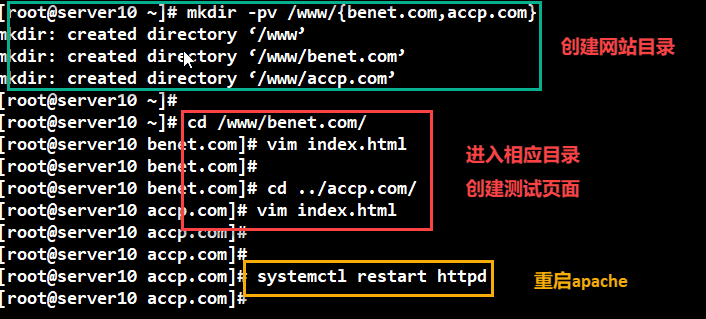 [root@server10 ~]# mkdir -pv /www/{benet.com,accp.com}
mkdir: created directory ‘/www’
mkdir: created directory ‘/www/benet.com’
mkdir: created directory ‘/www/accp.com’
创建网站目录
[root@server10 ~]#
[root@server10 ~]# cd /www/benet.com/
[root@server10 benet.com]# vim index.html
[root@server10 benet.com]#
[root@server10 benet.com]# cd ../accp.com/
[root@server10 accp.com]# vim index.html
进入相应目录
创建测试页面
[root@server10 accp.com]#
[root@server10 accp.com]#
[root@server10 accp.com]# systemctl restart httpd
重启apache
[root@server10 accp.com]#